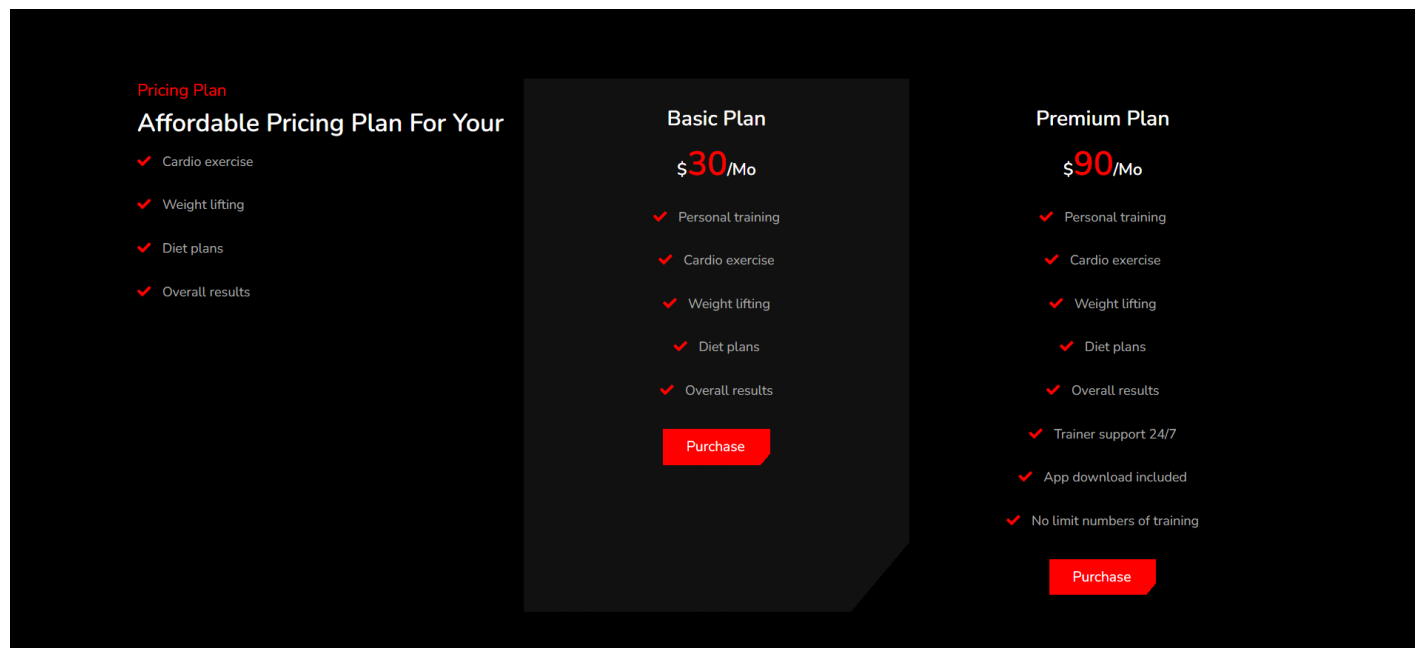 Pricing Plan
Affordable Pricing Plan For Your
Cardio exercise
Weight lifting
Diet plans
Overall results
Basic Plan
$30/Mo
Personal training
Cardio exercise
Weight lifting
Diet plans
Overall results
Purchase
Premium Plan
$90/Mo
Personal training
Cardio exercise
Weight lifting
Diet plans
Overall results
Trainer support 24/7
App download included
No limit numbers of training
Purchase